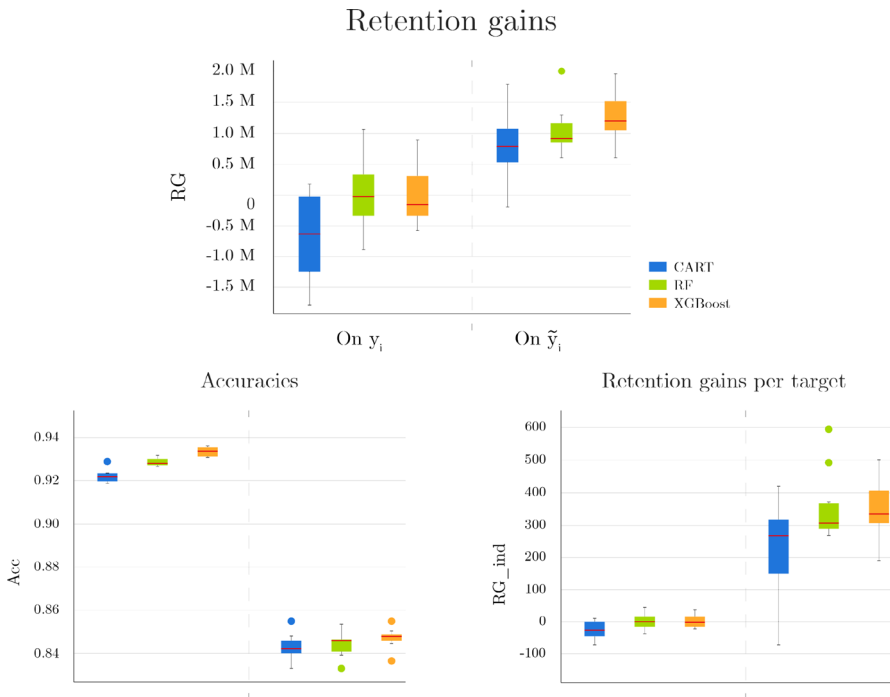 Retention gains
2.0 M
1.5 M
1.0 M
0.5 M
0
-0.5 M
-1.0 M
-1.5 M
RG
CART
RF
XGBoost
On yᵢ
On ỹᵢ
Accuracies
0.94
0.92
0.90
0.88
0.86
0.84
Acc
Retention gains per target
600
500
400
300
200
100
0
-100
RG_ind